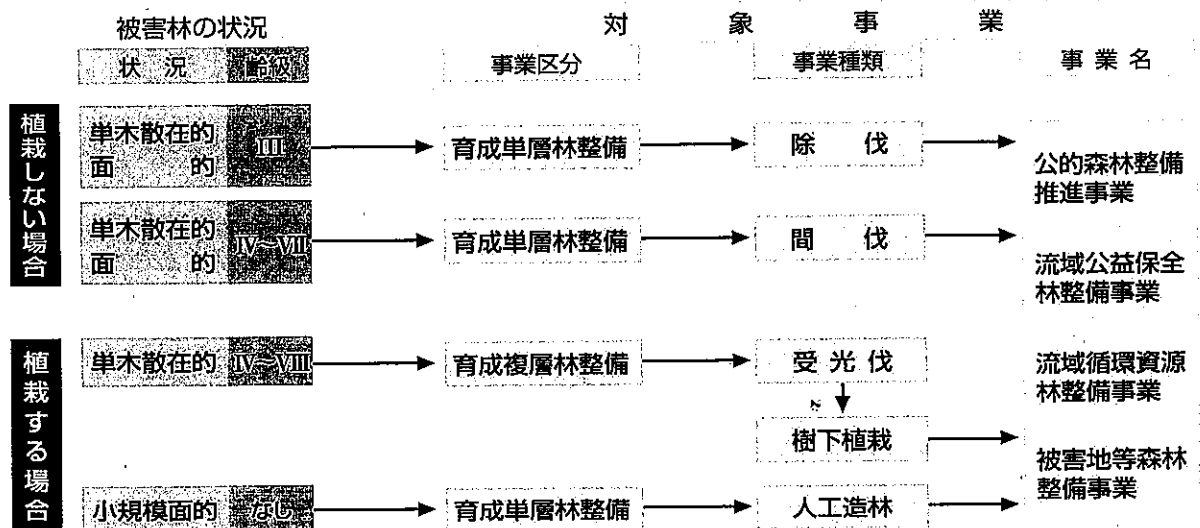 被害林の状況
対象事業
状況 齢級 事業区分 事業種類 事業名
植栽しない場合
単木散在的
面的
III
育成単層林整備
除伐
公的森林整備
推進事業
単木散在的
面的
IV〜VII
育成単層林整備
間伐
流域公益保全
林整備事業
植栽する場合
単木散在的
IV〜VIII
育成複層林整備
受光伐
流域循環資源
林整備事業
樹下植栽
被害地等森林
整備事業
小規模面的
なし
育成単層林整備
人工造林